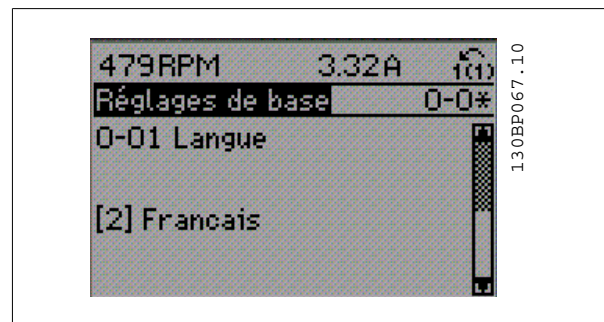 479RPM 3.32A 1(1)
Réglages de base 0-0*
0-01 Langue
[2] Francais
130BP067.10